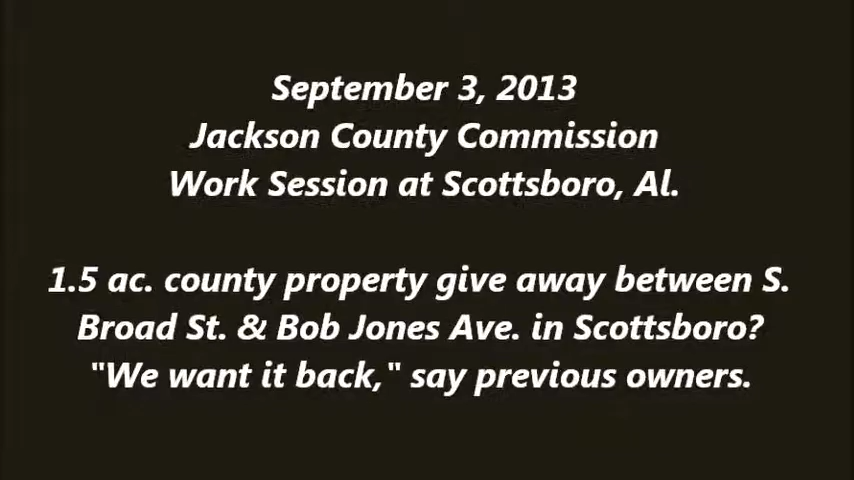 September 3, 2013
Jackson County Commission
Work Session at Scottsboro, Al.
1.5 ac. county property give away between S.
Broad St. & Bob Jones Ave. in Scottsboro?
"We want it back," say previous owners.